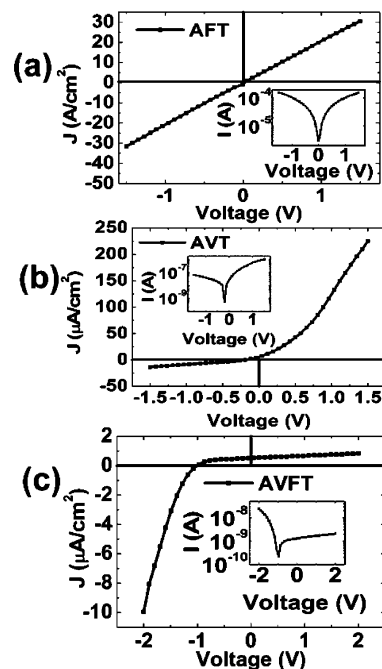 (a)
AFT
J (A/cm²)
30
20
10
0
-10
-20
-30
-40
-50
-1 0 1
Voltage (V)
I (A)
10⁻⁴
10⁻⁵
-1 0 1
Voltage (V)
(b)
AVT
J (μA/cm²)
250
200
150
100
50
0
-50
-1.5 -1.0 -0.5 0.0 0.5 1.0 1.5
Voltage (V)
I (A)
10⁻⁷
10⁻⁹
-1 0 1
Voltage (V)
(c)
AVFT
J (μA/cm²)
2
0
-2
-4
-6
-8
-10
-2 -1 0 1 2
Voltage (V)
I (A)
10⁻⁸
10⁻⁹
10⁻¹⁰
-2 0 2
Voltage (V)